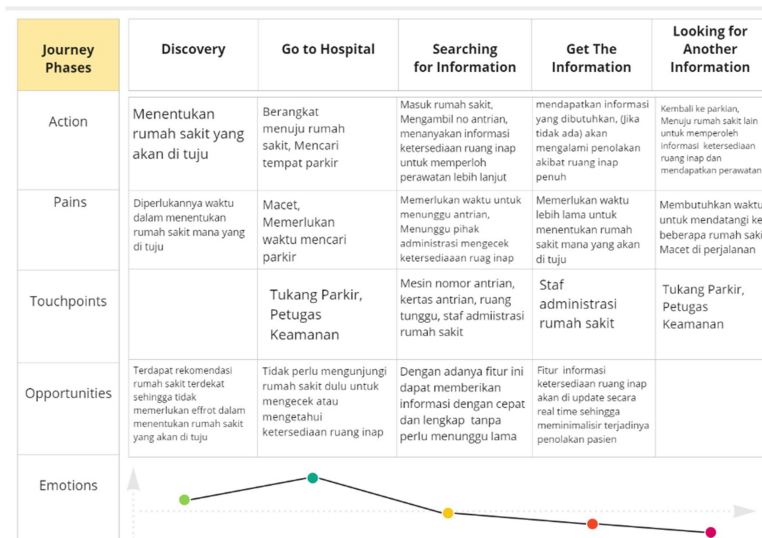 Journey
Phases
Discovery
Go to Hospital
Searching
for Information
Get The
Information
Looking for
Another
Information
Action
Menentukan
rumah sakit yang
akan di tuju
Berangkat
menuju rumah
sakit, Mencari
tempat parkir
Masuk rumah sakit,
Mengambil no antrian,
menanyakan informasi
ketersediaan ruang inap
untuk memperloh
perawatan lebih lanjut
mendapatkan informasi
yang dibutuhkan, (Jika
tidak ada) akan
mengalami penolakan
akibat ruang inap
penuh
Kembali ke parkian,
Menuju rumah sakit lain
untuk memperoleh
informasi ketersediaan
ruang inap dan
mendapatkan perawatan
Pains
Diperlukannya waktu
dalam menentukan
rumah sakit mana yang
di tuju
Macet,
Memerlukan
waktu mencari
parkir
Memerlukan waktu untuk
menunggu antrian,
Menunggu pihak
administrasi mengecek
ketersediaaan ruag inap
Memerlukan waktu
lebih lama untuk
menentukan rumah
sakit mana yang akan
di tuju
Membutuhkan waktu
untuk mendatangi ke
beberapa rumah saki
Macet di perjalanan
Touchpoints
Tukang Parkir,
Petugas
Keamanan
Mesin nomor antrian,
kertas antrian, ruang
tunggu, staf admiistrasi
rumah sakit
Staf
administrasi
rumah sakit
Tukang Parkir,
Petugas
Keamanan
Opportunities
Terdapat rekomendasi
rumah sakit terdekat
sehingga tidak
memerlukan effrot dalam
menentukan rumah sakit
yang akan di tuju
Tidak perlu mengunjungi
rumah sakit dulu untuk
mengecek atau
mengetahui
ketersediaan ruang inap
Dengan adanya fitur ini
dapat memberikan
informasi dengan cepat
dan lengkap tanpa
perlu menunggu lama
Fitur informasi
ketersediaan ruang inap
akan di update secara
real time sehingga
meminimalisir terjadinya
penolakan pasien
Emotions